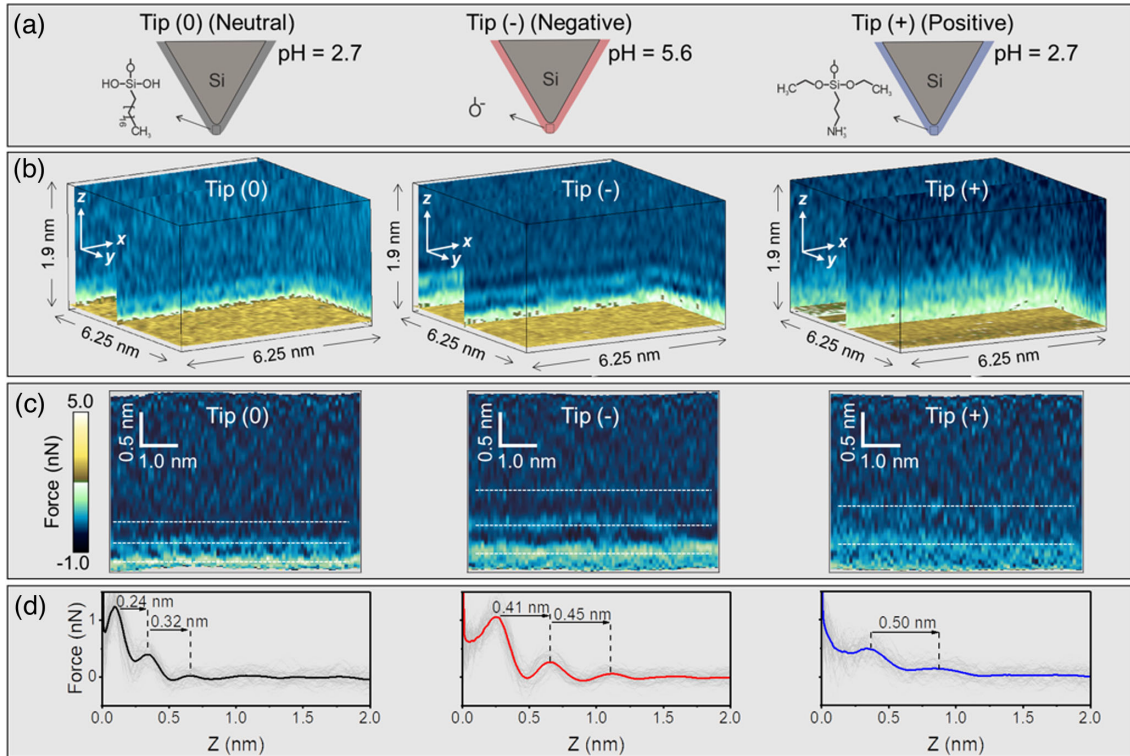 (a)
Tip (0) (Neutral)
Tip (-) (Negative)
Tip (+) (Positive)
pH = 2.7
pH = 5.6
pH = 2.7
Si
Si
Si
O
HO-Si-OH
16
CH₃
O⁻
O
O
Si
O
CH₃
CH₃
NH₃⁺
(b)
Tip (0)
Tip (-)
Tip (+)
z
x
y
z
x
y
z
x
y
1.9 nm
1.9 nm
1.9 nm
6.25 nm
6.25 nm
6.25 nm
6.25 nm
6.25 nm
6.25 nm
(c)
5.0
Force (nN)
-1.0
Tip (0)
0.5 nm
1.0 nm
Tip (-)
0.5 nm
1.0 nm
Tip (+)
0.5 nm
1.0 nm
(d)
Force (nN)
1
0
0.24 nm
0.32 nm
0.0 0.5 1.0 1.5 2.0
Z (nm)
1
0
0.41 nm
0.45 nm
0.0 0.5 1.0 1.5 2.0
Z (nm)
1
0
0.50 nm
0.0 0.5 1.0 1.5 2.0
Z (nm)